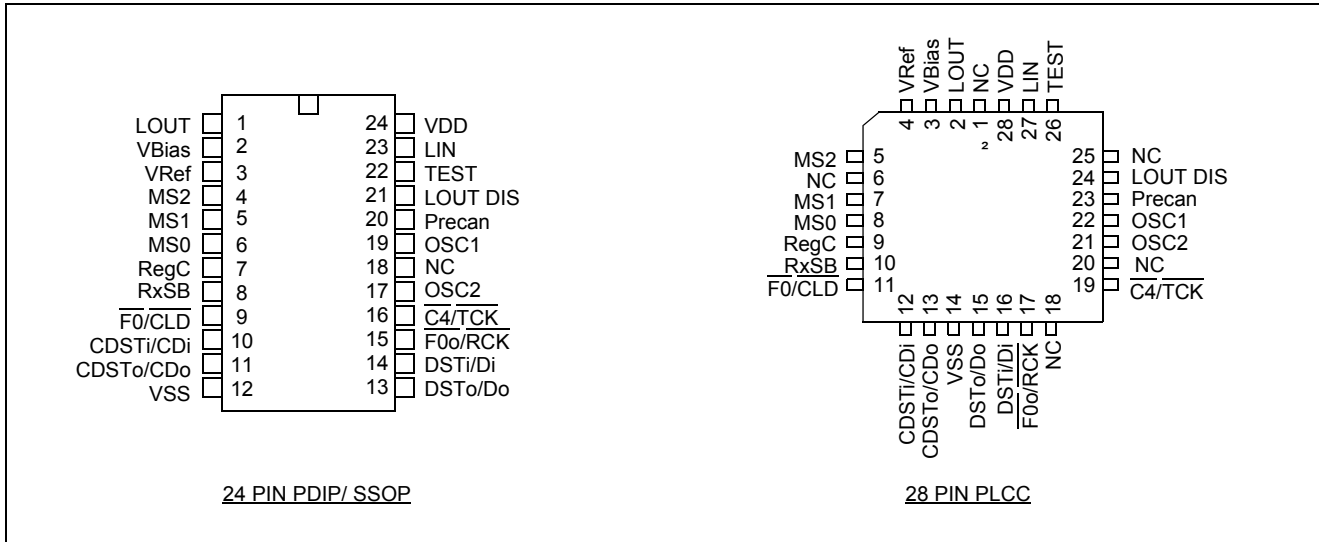 LOUT 1 24 VDD
VBias 2 23 LIN
VRef 3 22 TEST
MS2 4 21 LOUT DIS
MS1 5 20 Precan
MS0 6 19 OSC1
RegC 7 18 NC
RxSB 8 17 OSC2
F0/CLD 9 16 C4/TCK
CDSTi/CDi 10 15 F0o/RCK
CDSTo/CDo 11 14 DSTi/Di
VSS 12 13 DSTo/Do
24 PIN PDIP/ SSOP
VRef VBias LOUT NC VDD LIN TEST
4 3 2 1 28 27 26
²
MS2 5 25 NC
NC 6 24 LOUT DIS
MS1 7 23 Precan
MS0 8 22 OSC1
RegC 9 21 OSC2
RxSB 10 20 NC
F0/CLD 11 19 C4/TCK
12 13 14 15 16 17 18
CDSTi/CDi CDSTo/CDo VSS DSTo/Do DSTi/Di F0o/RCK NC
28 PIN PLCC